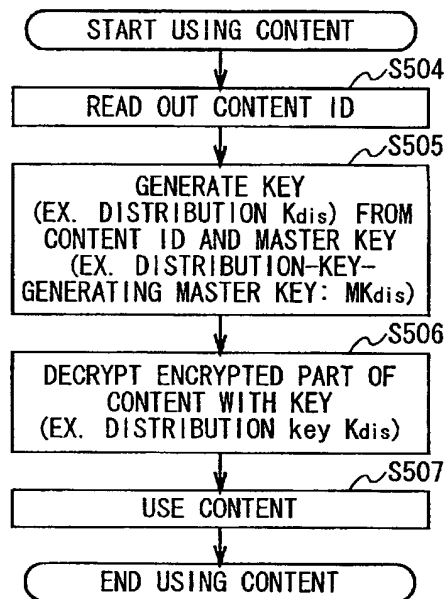 START USING CONTENT
S504
READ OUT CONTENT ID
S505
GENERATE KEY
(EX. DISTRIBUTION Kdis) FROM
CONTENT ID AND MASTER KEY
(EX. DISTRIBUTION-KEY-
GENERATING MASTER KEY: MKdis)
S506
DECRYPT ENCRYPTED PART OF
CONTENT WITH KEY
(EX. DISTRIBUTION key Kdis)
S507
USE CONTENT
END USING CONTENT